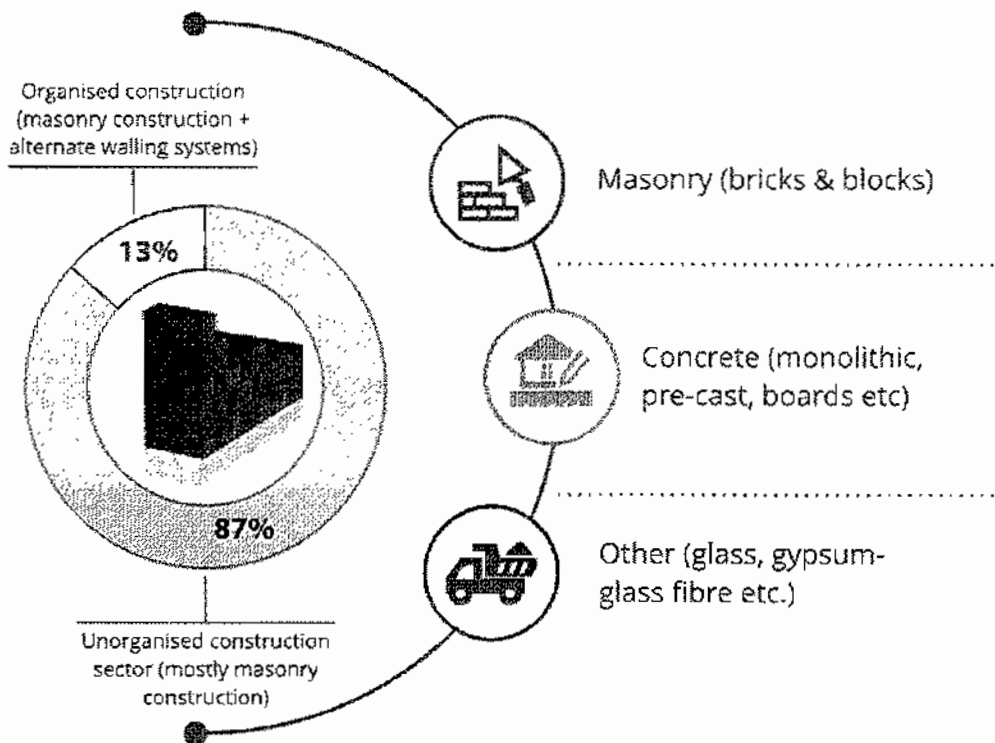 Organised construction
(masonry construction +
alternate walling systems)
13%
87%
Unorganised construction
sector (mostly masonry
construction)
Masonry (bricks & blocks)
Concrete (monolithic,
pre-cast, boards etc)
Other (glass, gypsum-
glass fibre etc.)